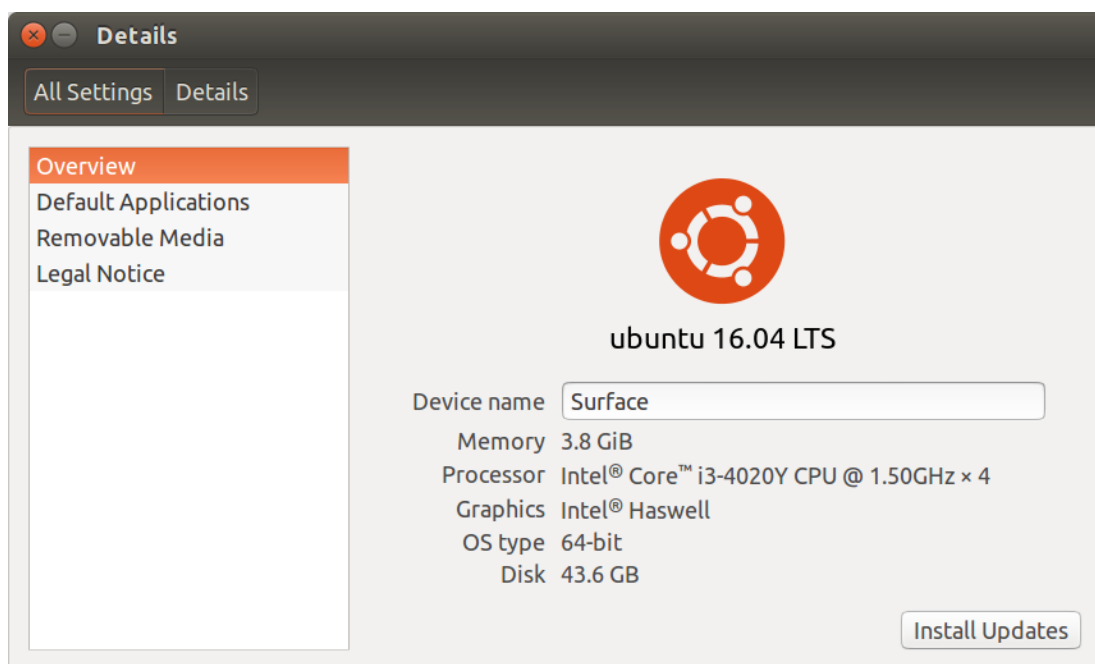 Details
All Settings Details
Overview
Default Applications
Removable Media
Legal Notice
ubuntu 16.04 LTS
Device name Surface
Memory 3.8 GiB
Processor Intel® Core™ i3-4020Y CPU @ 1.50GHz × 4
Graphics Intel® Haswell
OS type 64-bit
Disk 43.6 GB
Install Updates